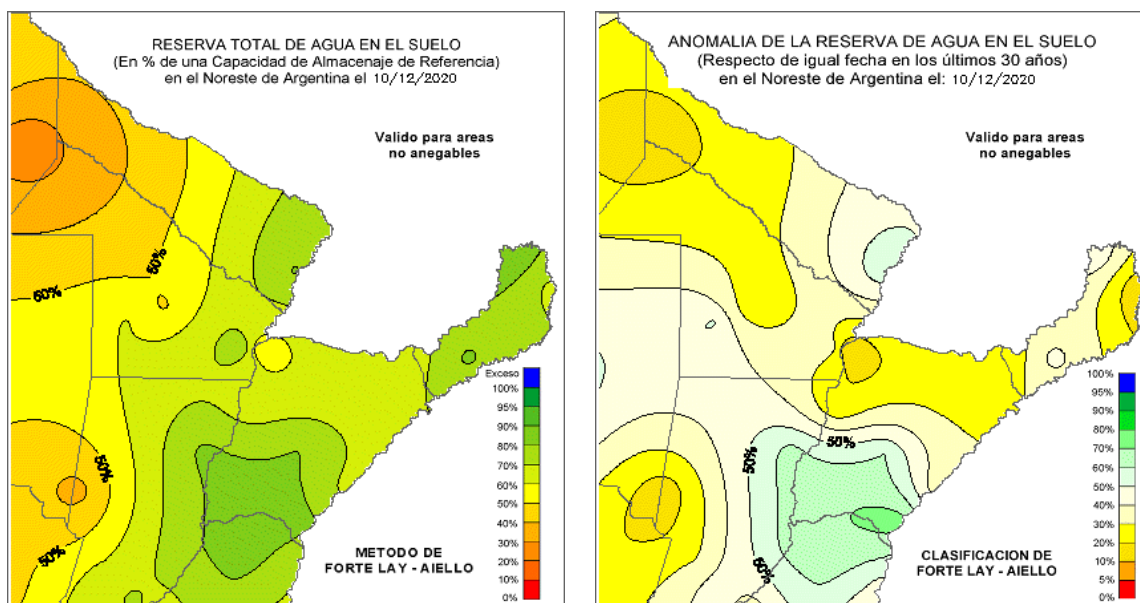 RESERVA TOTAL DE AGUA EN EL SUELO
(En % de una Capacidad de Almacenaje de Referencia)
en el Noreste de Argentina el 10/12/2020
Valido para areas
no anegables
50%
50%
50%
50%
Exceso
100%
95%
90%
80%
70%
60%
50%
40%
30%
20%
10%
0%
METODO DE
FORTE LAY - AIELLO
ANOMALIA DE LA RESERVA DE AGUA EN EL SUELO
(Respecto de igual fecha en los últimos 30 años)
en el Noreste de Argentina el: 10/12/2020
Valido para areas
no anegables
50%
50%
50%
100%
95%
90%
80%
70%
60%
50%
40%
30%
20%
10%
5%
0%
CLASIFICACION DE
FORTE LAY - AIELLO